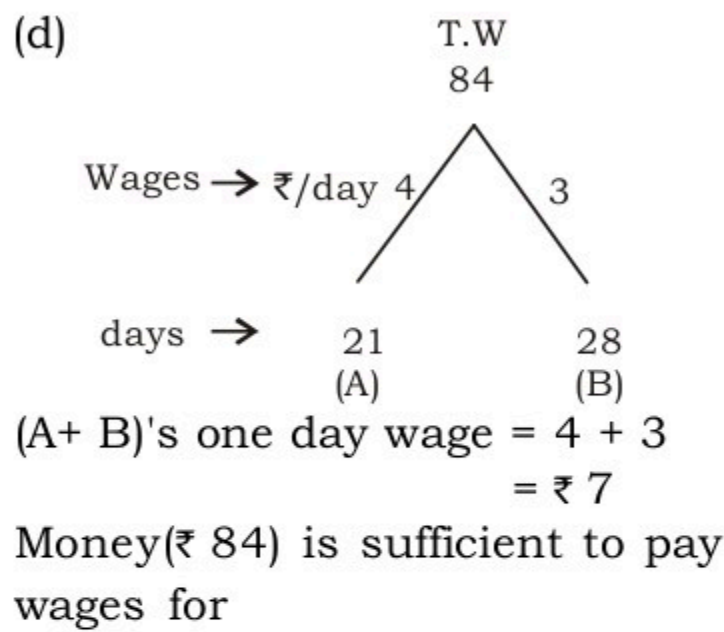 (d)
T.W
84
Wages → ₹/day 4 3
days → 21 28
(A) (B)
(A+ B)'s one day wage = 4 + 3
= ₹ 7
Money(₹ 84) is sufficient to pay
wages for